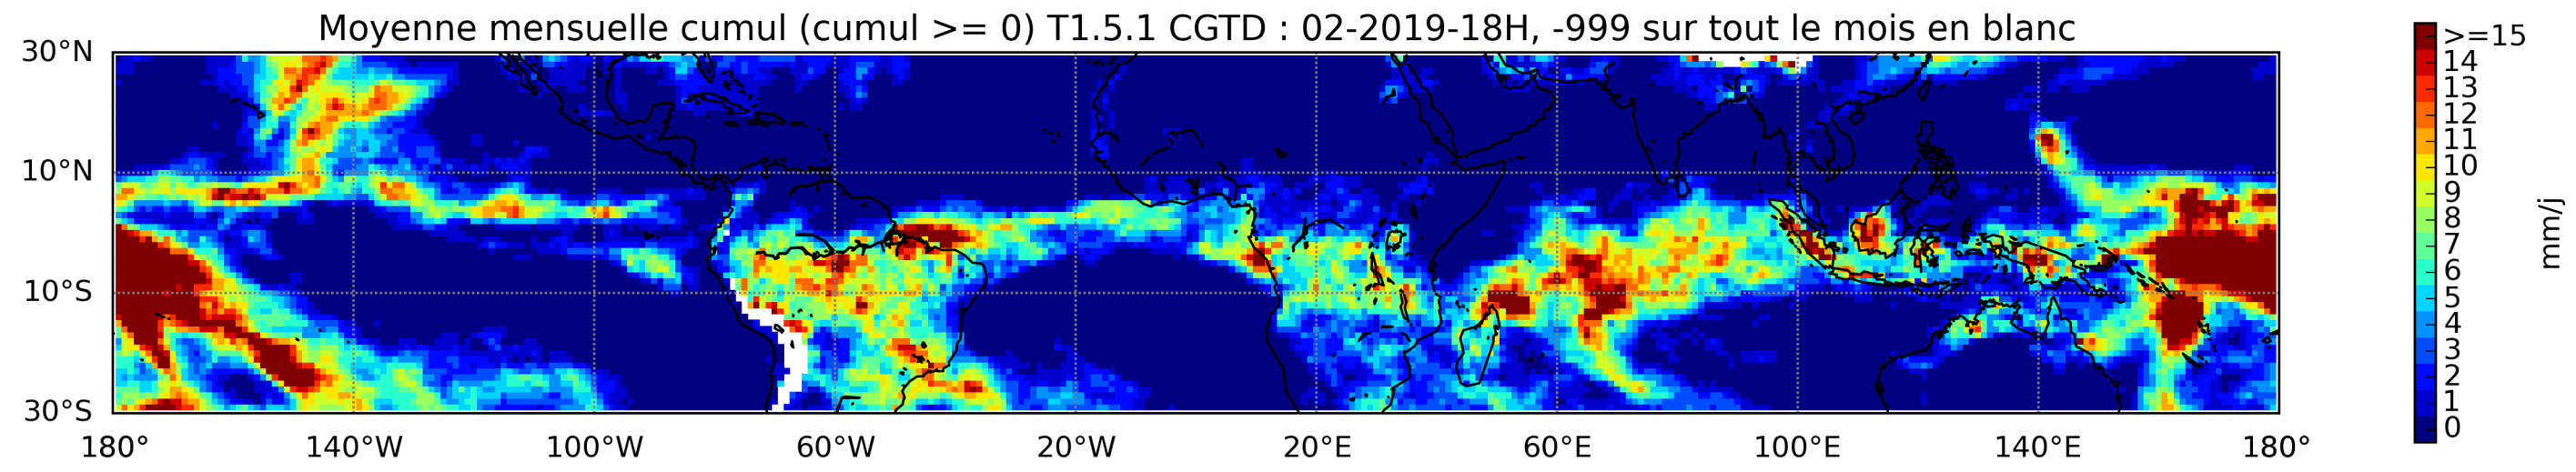 Moyenne mensuelle cumul (cumul >= 0) T1.5.1 CGTD : 02-2019-18H, -999 sur tout le mois en blanc
30°N
10°N
10°S
30°S
180° 140°W 100°W 60°W 20°W 20°E 60°E 100°E 140°E 180°
>=15
14
13
12
11
10
9
8
7
6
5
4
3
2
1
0
mm/j